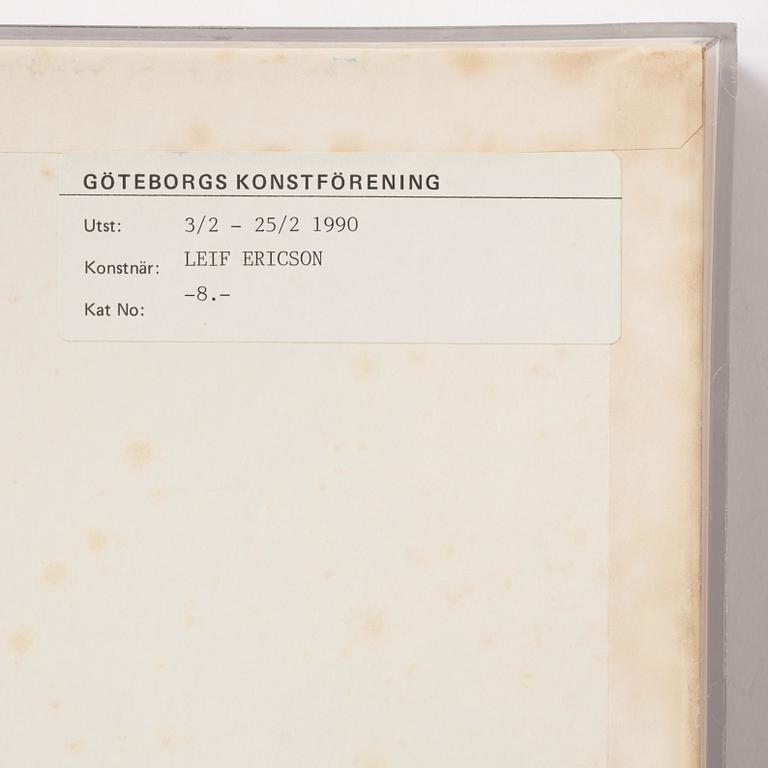 GÖTEBORGS KONSTFÖRENING
Utst: 3/2 – 25/2 1990
Konstnär: LEIF ERICSON
Kat No: –8.–